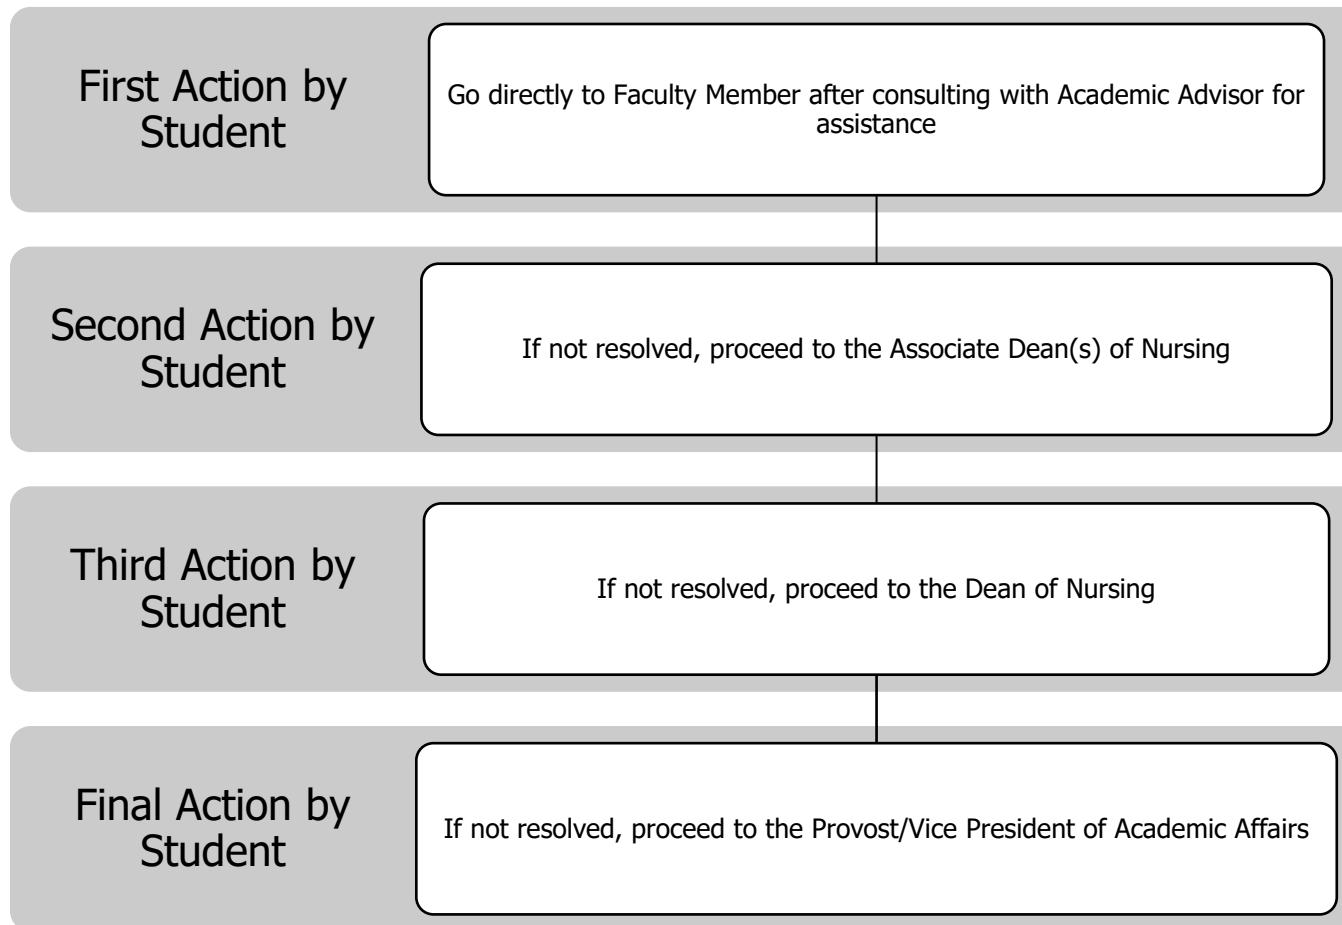 First Action by
Student
Go directly to Faculty Member after consulting with Academic Advisor for
assistance
Second Action by
Student
If not resolved, proceed to the Associate Dean(s) of Nursing
Third Action by
Student
If not resolved, proceed to the Dean of Nursing
Final Action by
Student
If not resolved, proceed to the Provost/Vice President of Academic Affairs